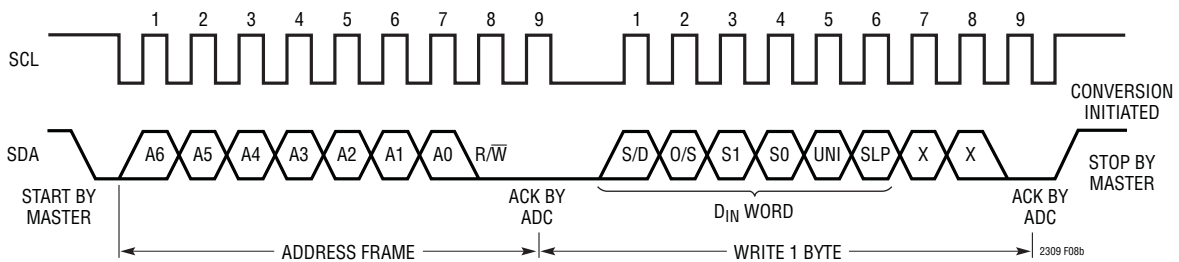 1 2 3 4 5 6 7 8 9 1 2 3 4 5 6 7 8 9
SCL
CONVERSION
INITIATED
SDA A6 A5 A4 A3 A2 A1 A0 R/W̅ S/D O/S S1 S0 UNI SLP X X
START BY
MASTER
ACK BY
ADC
DIN WORD
ACK BY
ADC
STOP BY
MASTER
ADDRESS FRAME
WRITE 1 BYTE
2309 F08b